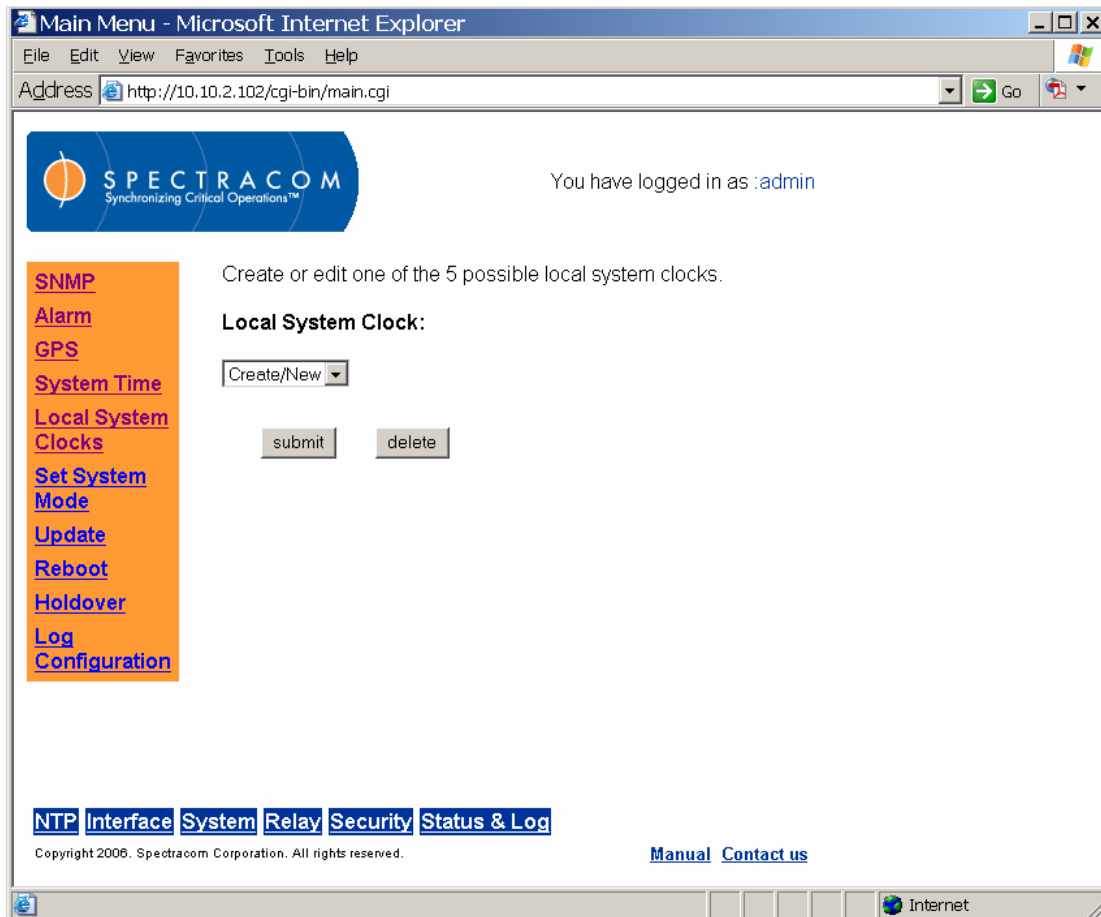 Main Menu - Microsoft Internet Explorer
File Edit View Favorites Tools Help
Address http://10.10.2.102/cgi-bin/main.cgi Go
SPECTRACOM
Synchronizing Critical Operations™
You have logged in as :admin
SNMP
Alarm
GPS
System Time
Local System
Clocks
Set System
Mode
Update
Reboot
Holdover
Log
Configuration
Create or edit one of the 5 possible local system clocks.
Local System Clock:
Create/New
submit delete
NTP Interface System Relay Security Status & Log
Copyright 2006. Spectracom Corporation. All rights reserved.
Manual Contact us
Internet